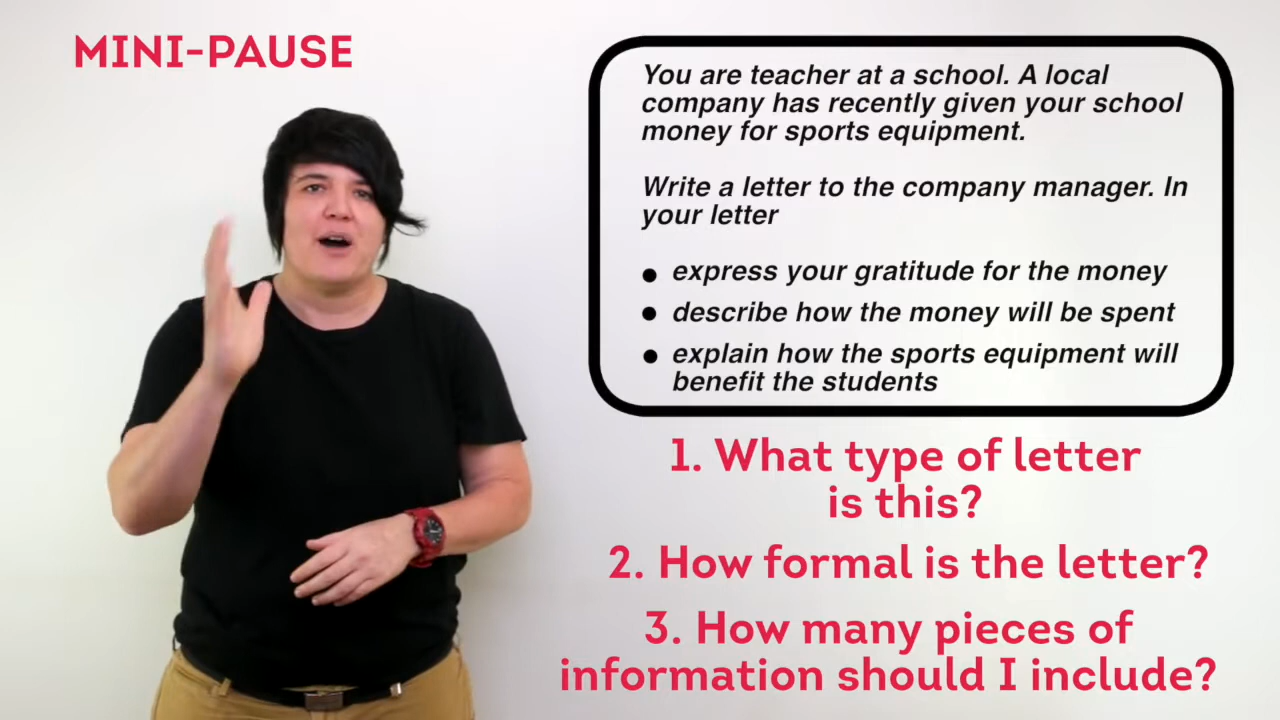 MINI-PAUSE
You are teacher at a school. A local
company has recently given your school
money for sports equipment.
Write a letter to the company manager. In
your letter
● express your gratitude for the money
● describe how the money will be spent
● explain how the sports equipment will
benefit the students
1. What type of letter
is this?
2. How formal is the letter?
3. How many pieces of
information should I include?